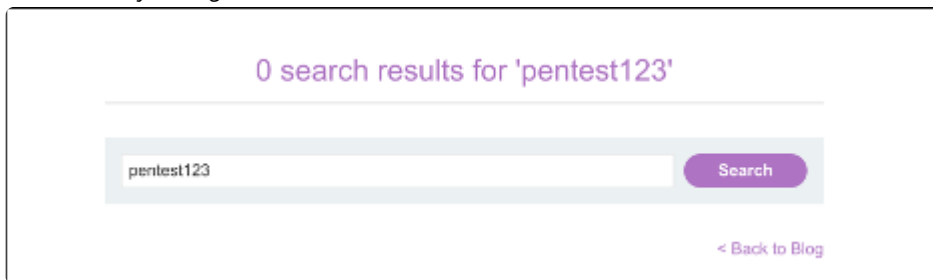 0 search results for 'pentest123'
pentest123
Search
< Back to Blog